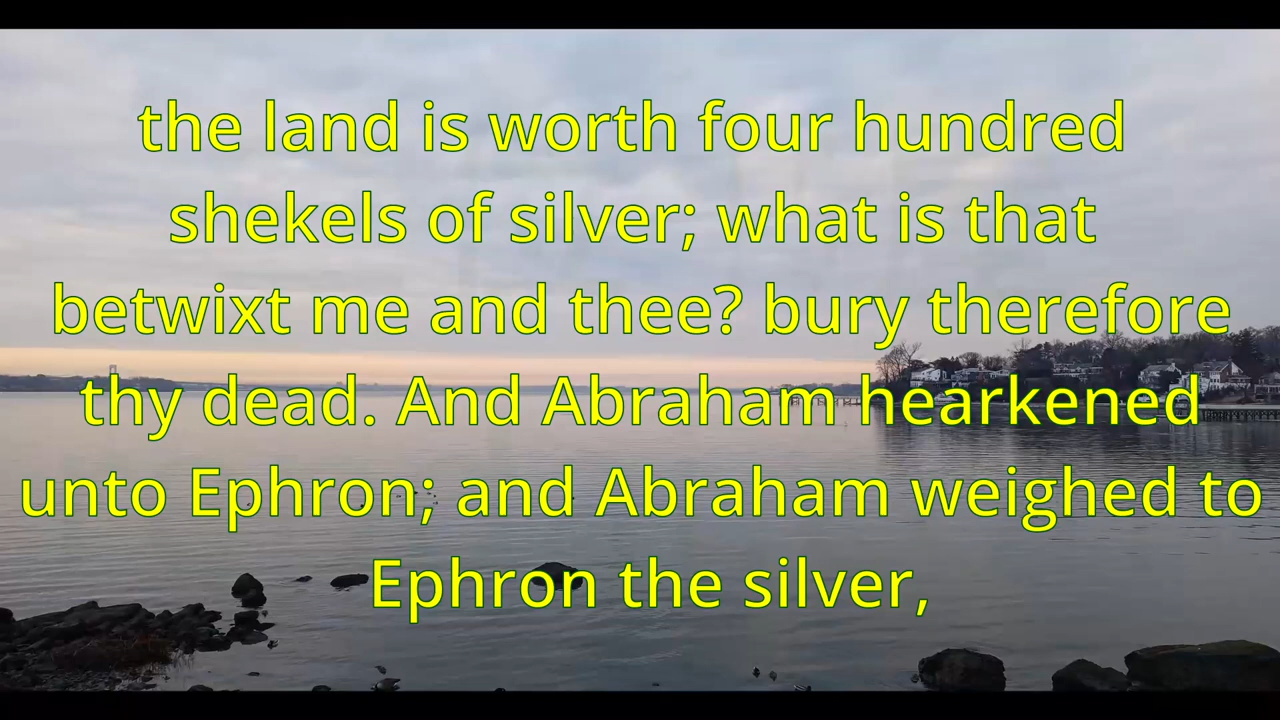 the land is worth four hundred
shekels of silver; what is that
betwixt me and thee? bury therefore
thy dead. And Abraham hearkened
unto Ephron; and Abraham weighed to
Ephron the silver,